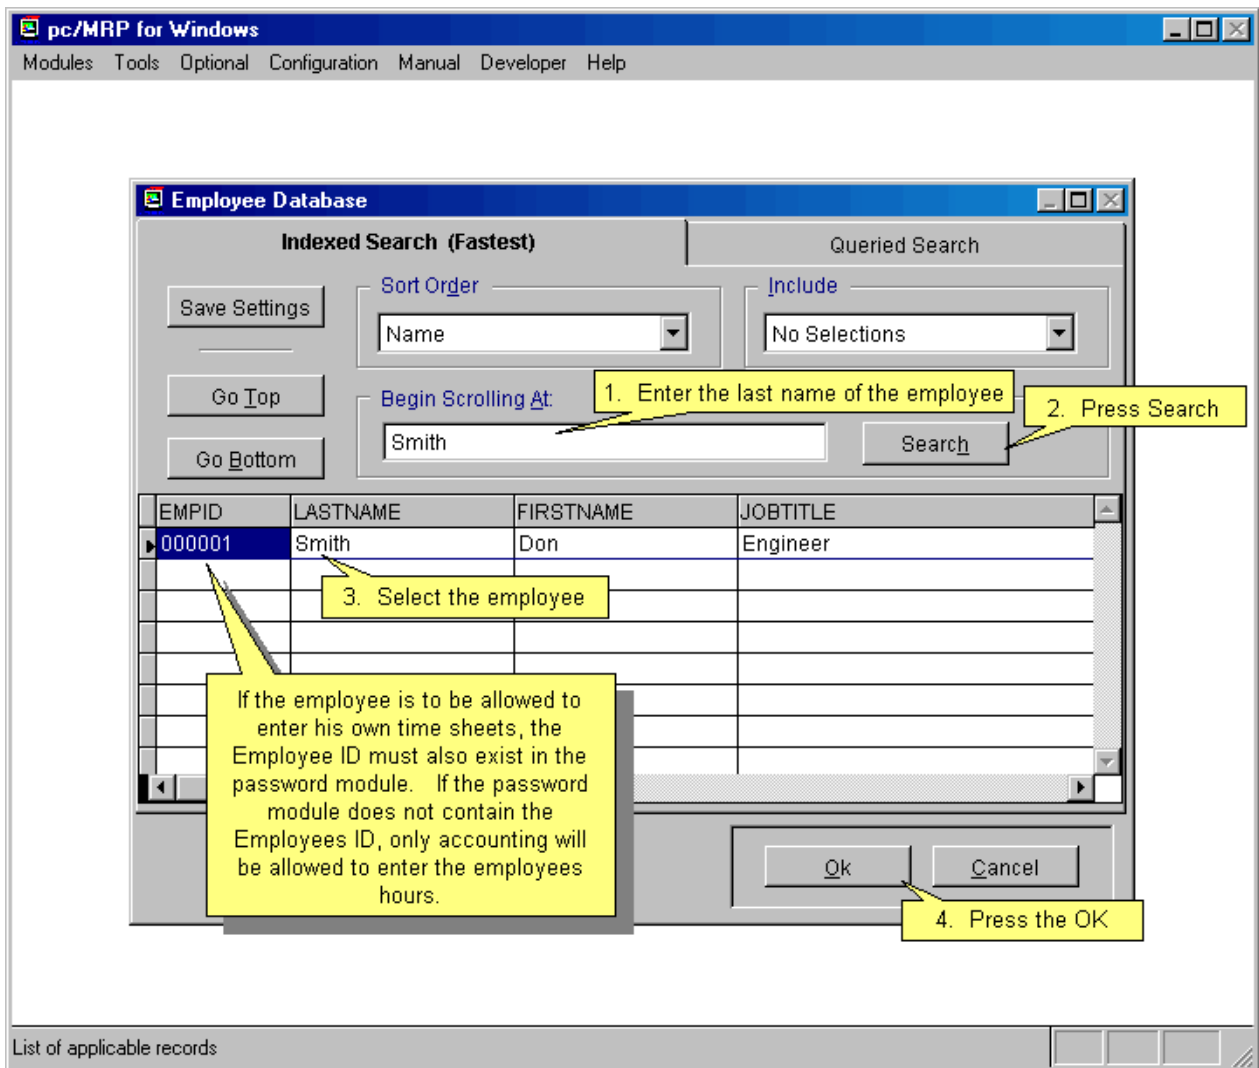 pc/MRP for Windows
Modules Tools Optional Configuration Manual Developer Help
Employee Database
Indexed Search (Fastest)
Queried Search
Save Settings
Sort Order
Include
Name
No Selections
Go Top
Begin Scrolling At:
1. Enter the last name of the employee
2. Press Search
Smith
Search
Go Bottom
EMPID LASTNAME FIRSTNAME JOBTITLE
000001 Smith Don Engineer
3. Select the employee
If the employee is to be allowed to
enter his own time sheets, the
Employee ID must also exist in the
password module. If the password
module does not contain the
Employees ID, only accounting will
be allowed to enter the employees
hours.
Ok
Cancel
4. Press the OK
List of applicable records